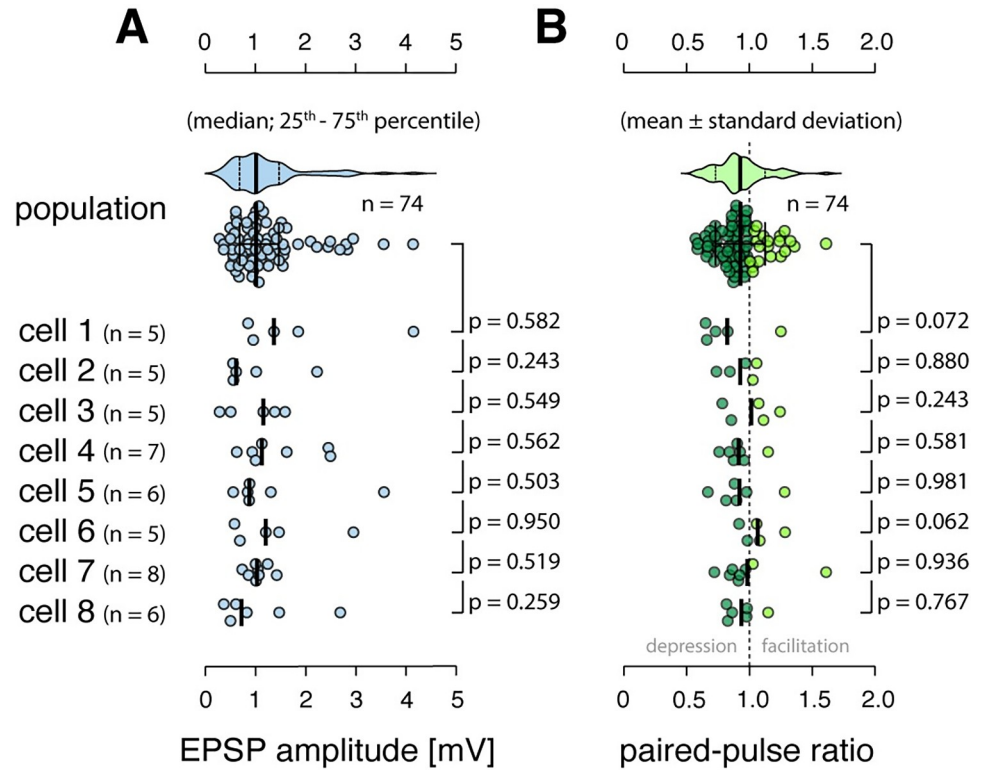 A
0 1 2 3 4 5
(median; 25th - 75th percentile)
population
n = 74
cell 1 (n = 5)
p = 0.582
cell 2 (n = 5)
p = 0.243
cell 3 (n = 5)
p = 0.549
cell 4 (n = 7)
p = 0.562
cell 5 (n = 6)
p = 0.503
cell 6 (n = 5)
p = 0.950
cell 7 (n = 8)
p = 0.519
cell 8 (n = 6)
p = 0.259
0 1 2 3 4 5
EPSP amplitude [mV]
B
0 0.5 1.0 1.5 2.0
(mean ± standard deviation)
n = 74
p = 0.072
p = 0.880
p = 0.243
p = 0.581
p = 0.981
p = 0.062
p = 0.936
p = 0.767
depression facilitation
0 0.5 1.0 1.5 2.0
paired-pulse ratio